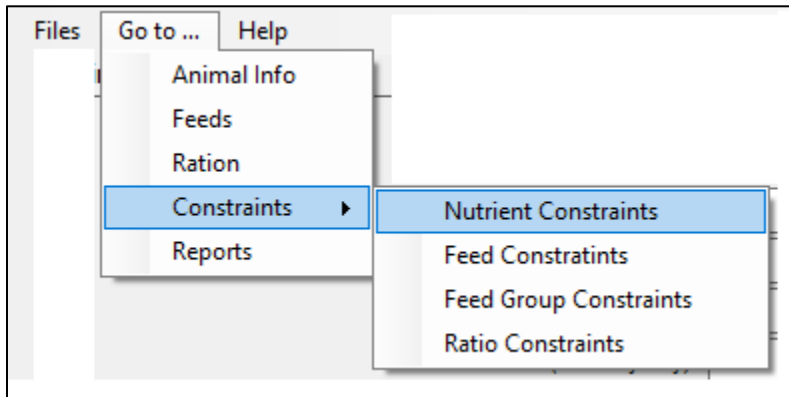 Files Go to ... Help
Animal Info
Feeds
Ration
Constraints
Nutrient Constraints
Reports
Feed Constratints
Feed Group Constraints
Ratio Constraints